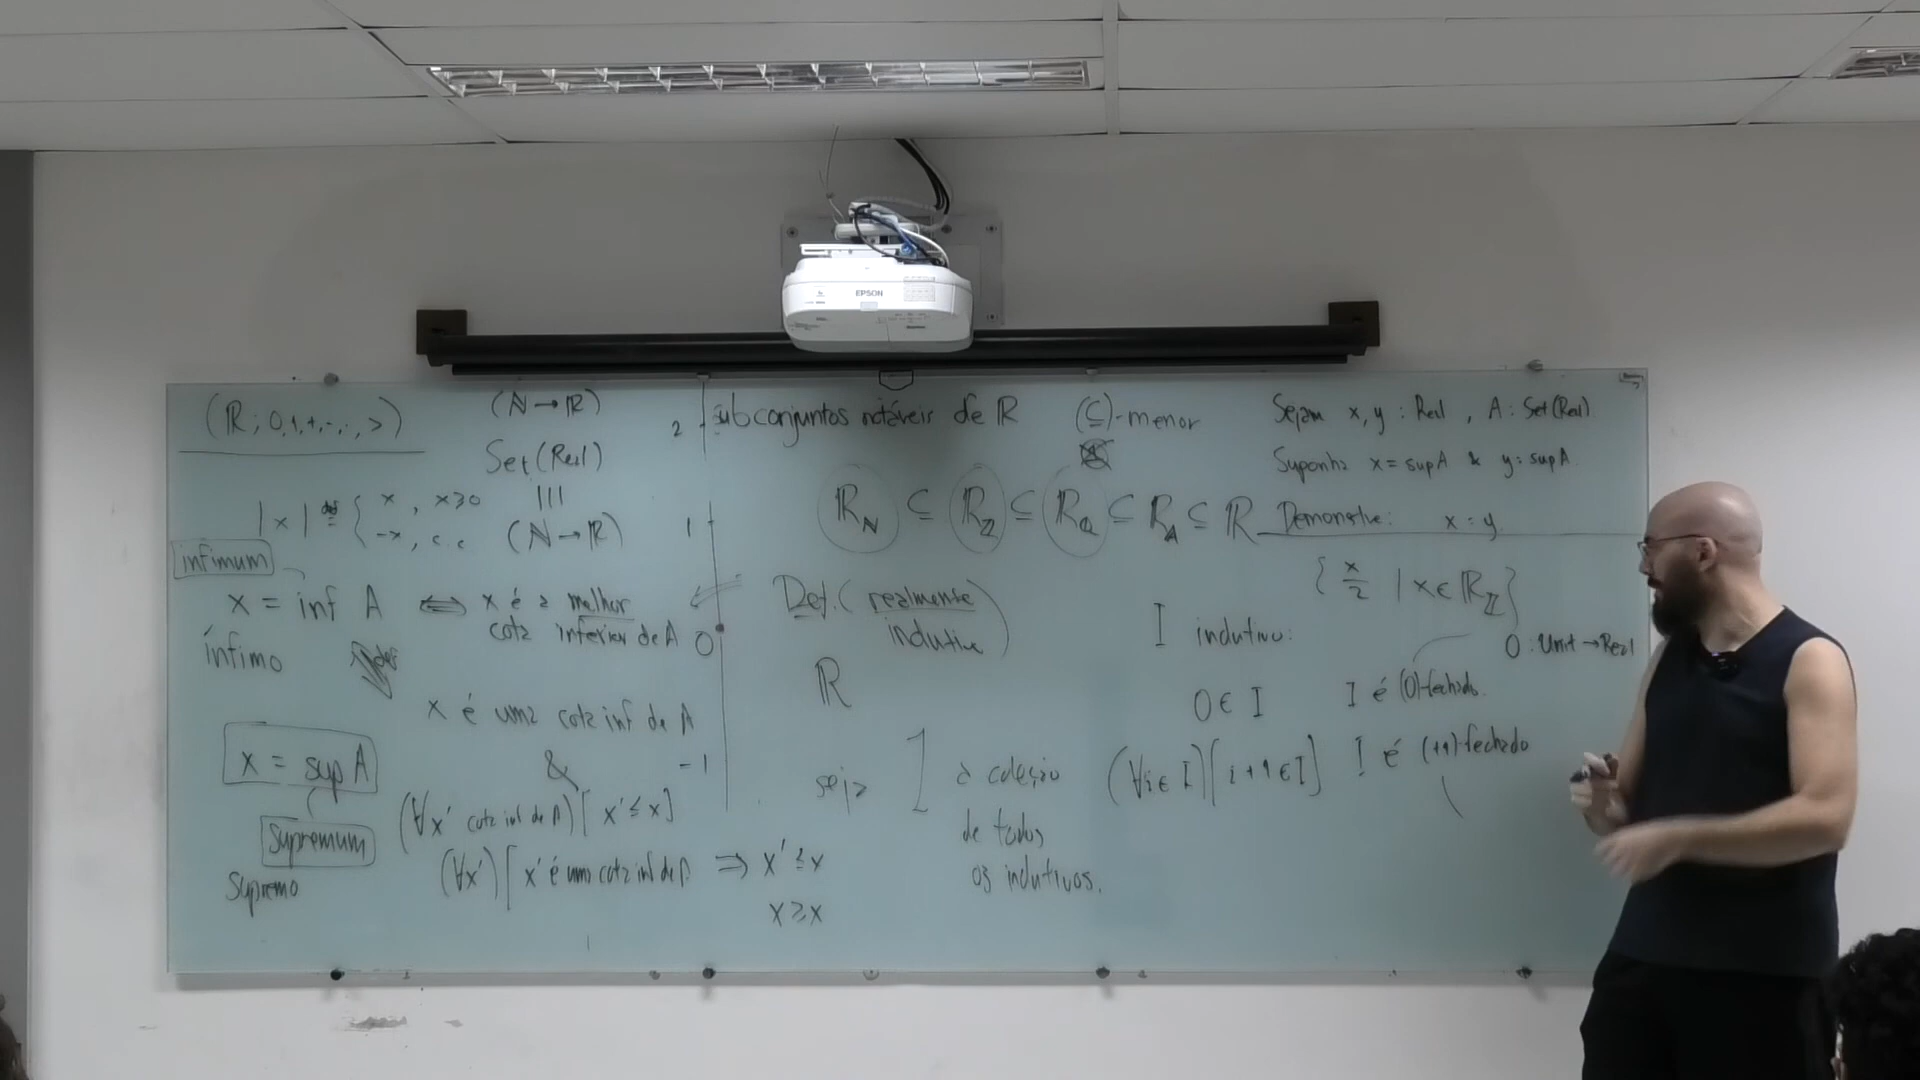 (ℝ; 0,1,+,-,·,>)
|x| def= { x, x≥0
-x, c.c
(ℕ→ℝ)
Set(Real)
|||
(ℕ→ℝ)
infimum
x = inf A ⟺ x é a melhor
cota inferior de A
ínfimo
x é uma cota inf de A
&
(∀x' cota inf de A)[x' ≤ x]
(∀x')[x' é uma cota inf de A ⇒ x' ≤ x
x ≥ x
x = sup A
supremum
supremo
2
1
0
-1
subconjuntos notáveis de ℝ
(⊆)-menor
ℝ_ℕ ⊆ ℝ_ℤ ⊆ ℝ_ℚ ⊆ ℝ_A ⊆ ℝ
Def. (realmente
indutivo)
ℝ
seja I a coleção
de todos
os indutivos.
I indutivo:
0 ∈ I
(∀i ∈ I)[i+1 ∈ I]
I é (0)-fechado.
I é (+1)-fechado
Sejam x, y : Real, A : Set(Real)
Suponha x = sup A & y = sup A.
Demonstre: x = y
{ x/2 | x ∈ ℝ_ℤ }
0 : Unit → Real
EPSON